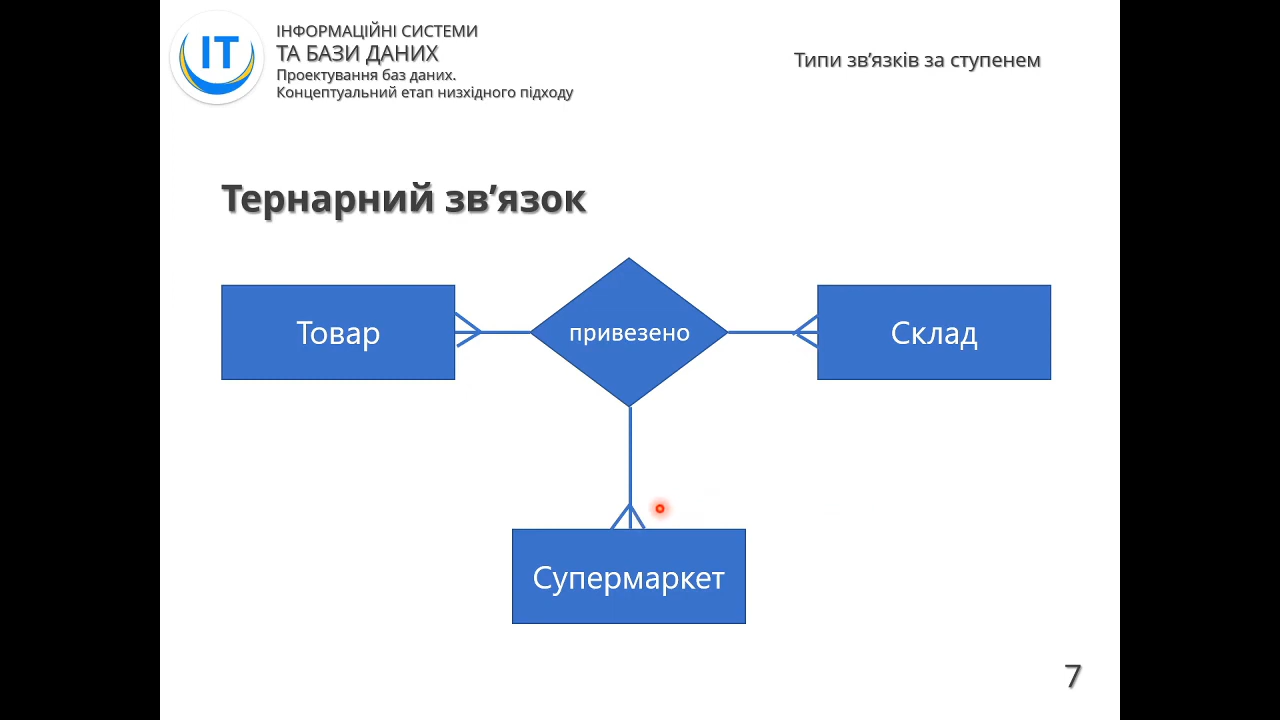 ІТ
ІНФОРМАЦІЙНІ СИСТЕМИ
ТА БАЗИ ДАНИХ
Проектування баз даних.
Концептуальний етап низхідного підходу
Типи зв’язків за ступенем
Тернарний зв’язок
Товар
привезено
Склад
Супермаркет
7